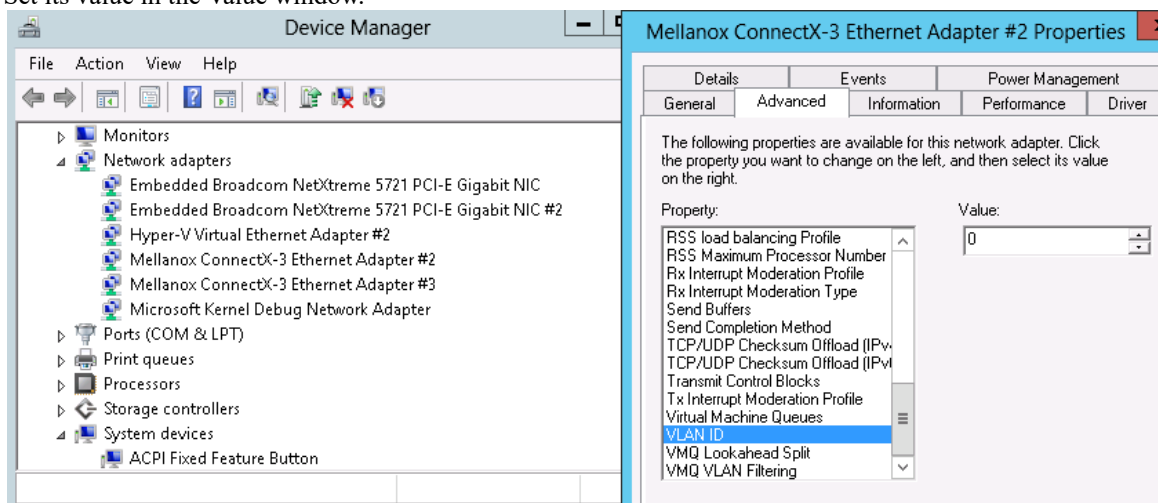 Set its value in the Value window.
Device Manager
File Action View Help
Monitors
Network adapters
Embedded Broadcom NetXtreme 5721 PCI-E Gigabit NIC
Embedded Broadcom NetXtreme 5721 PCI-E Gigabit NIC #2
Hyper-V Virtual Ethernet Adapter #2
Mellanox ConnectX-3 Ethernet Adapter #2
Mellanox ConnectX-3 Ethernet Adapter #3
Microsoft Kernel Debug Network Adapter
Ports (COM & LPT)
Print queues
Processors
Storage controllers
System devices
ACPI Fixed Feature Button
Mellanox ConnectX-3 Ethernet Adapter #2 Properties
Details Events Power Management
General Advanced Information Performance Driver
The following properties are available for this network adapter. Click
the property you want to change on the left, and then select its value
on the right.
Property: Value:
RSS load balancing Profile
0
RSS Maximum Processor Number
Rx Interrupt Moderation Profile
Rx Interrupt Moderation Type
Send Buffers
Send Completion Method
TCP/UDP Checksum Offload (IPv
TCP/UDP Checksum Offload (IPv
Transmit Control Blocks
Tx Interrupt Moderation Profile
Virtual Machine Queues
VLAN ID
VMQ Lookahead Split
VMQ VLAN Filtering